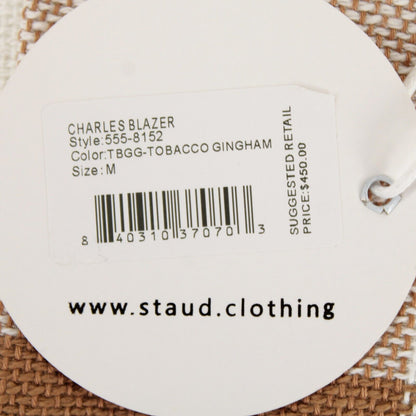 CHARLES BLAZER
Style:555-8152
Color:TBGG-TOBACCO GINGHAM
Size: M
SUGGESTED RETAIL
PRICE:$450.00
8 40310 37070 3
www.staud.clothing